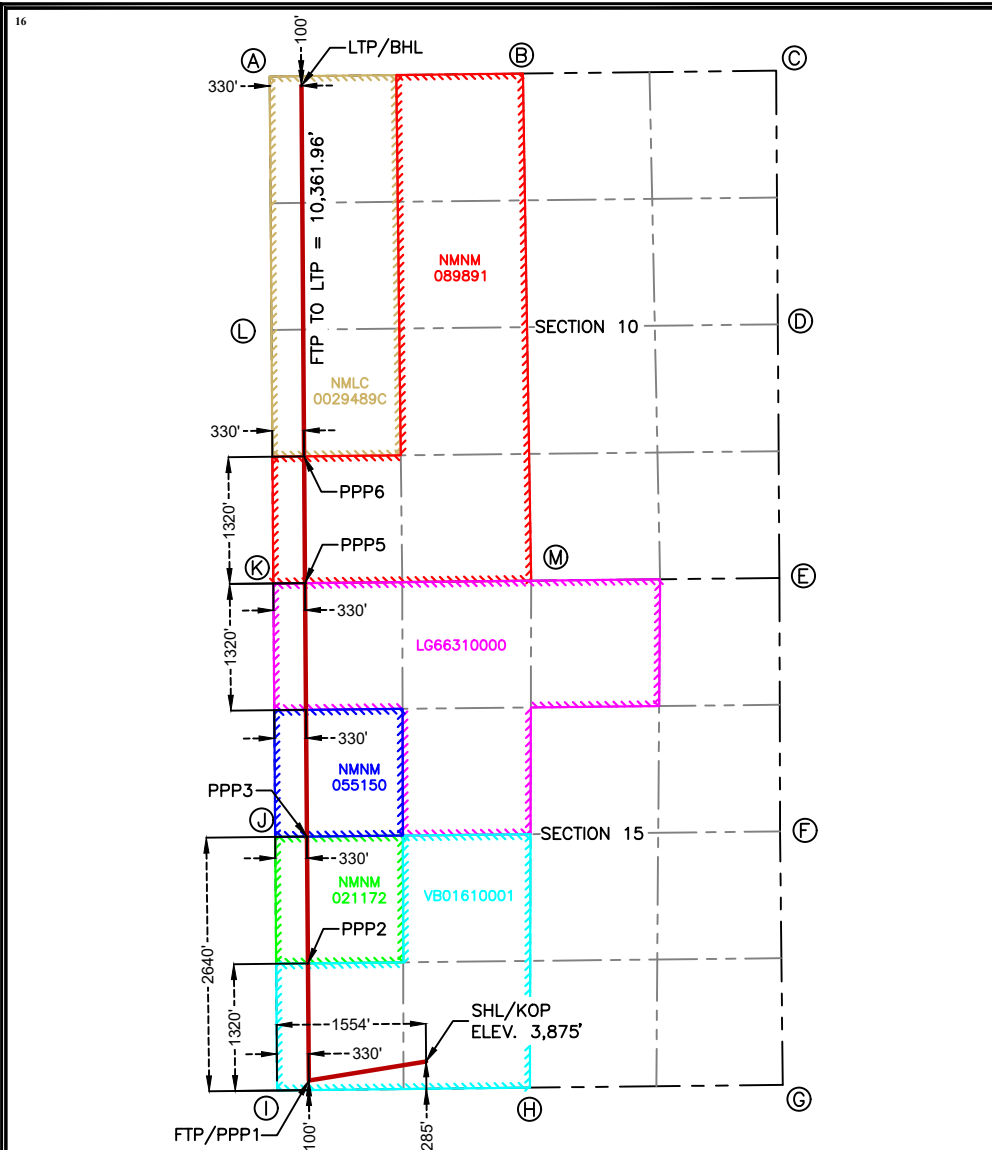 16
100'
LTP/BHL
A
B
C
330'
FTP TO LTP = 10,361.96'
NMNM
089891
L
SECTION 10
D
NMLC
0029489C
330'
PPP6
1320'
PPP5
K
M
E
330'
1320'
LG66310000
330'
NMNM
055150
PPP3
J
SECTION 15
F
330'
NMNM
021172
VB01610001
PPP2
2640'
1320'
SHL/KOP
ELEV. 3,875'
1554'
330'
I
H
G
FTP/PPP1
100'
285'